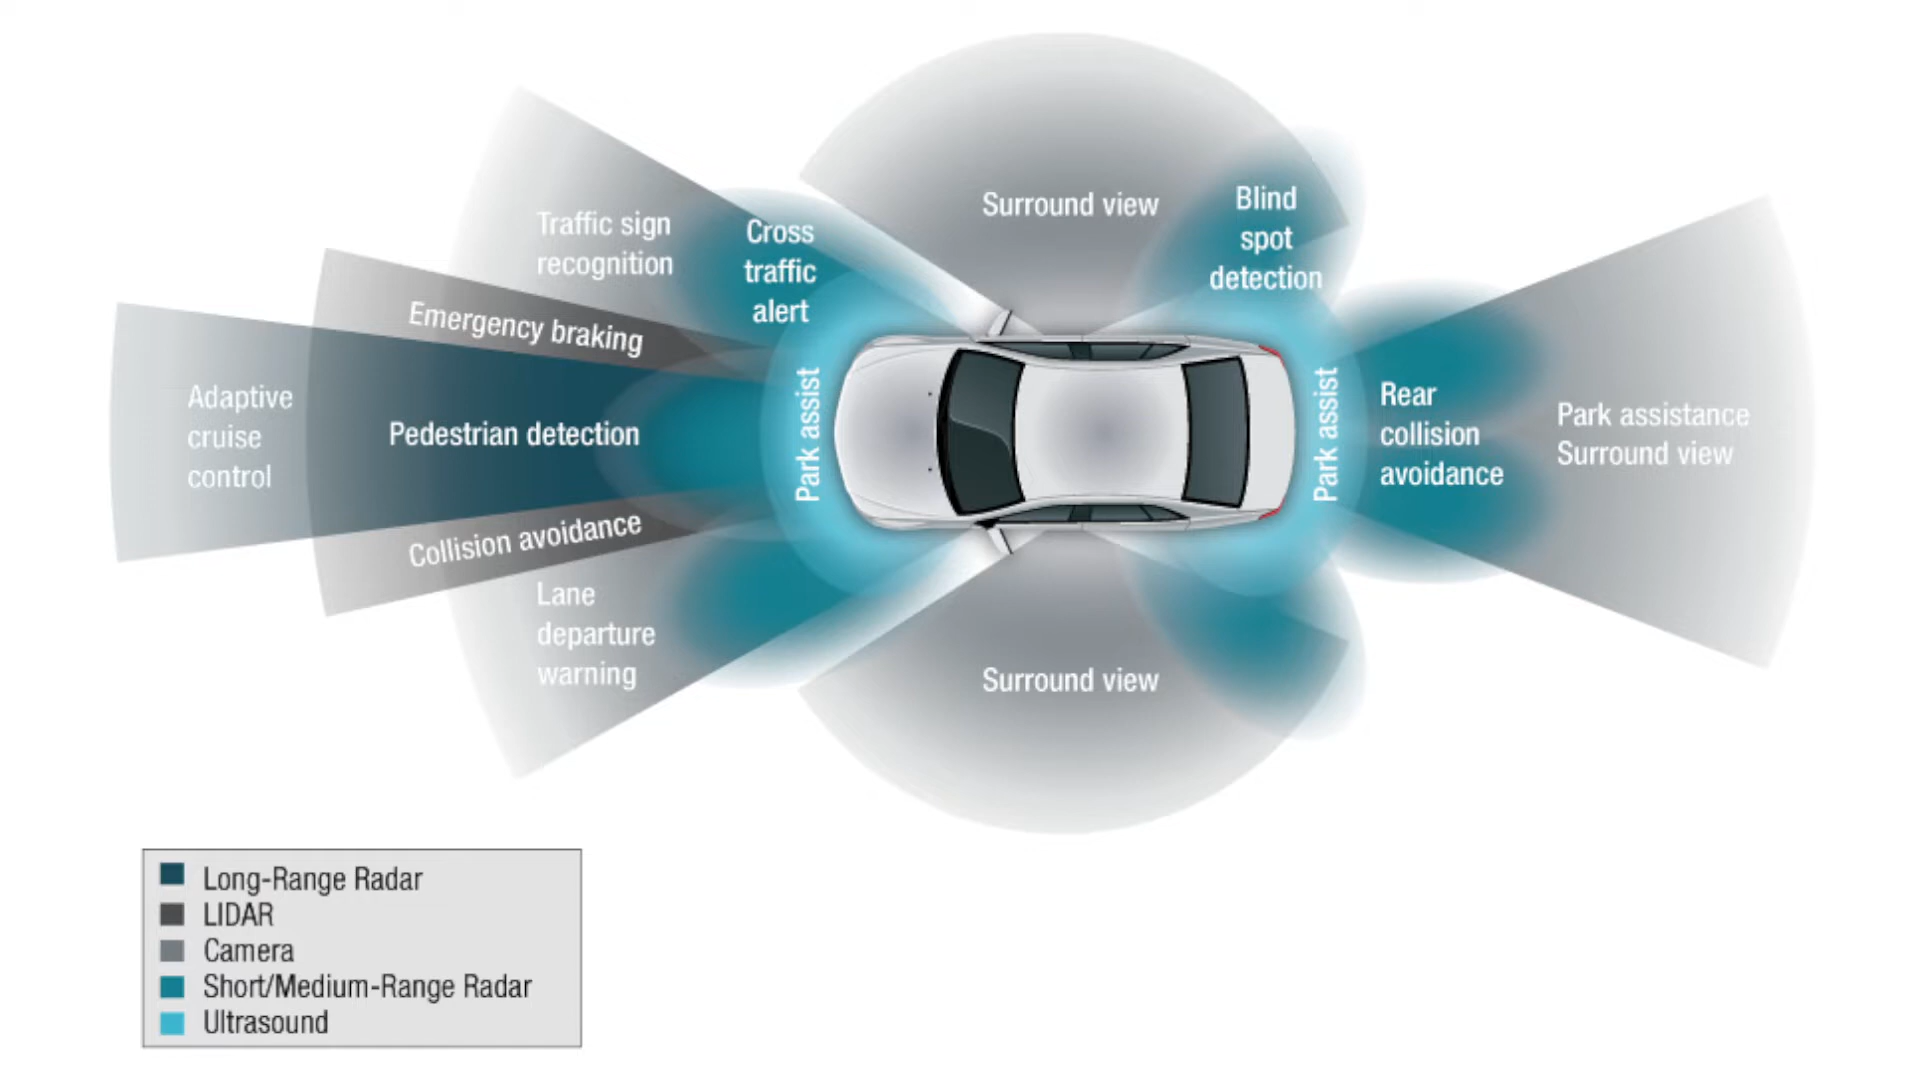 Surround view
Blind
spot
detection
Traffic sign
recognition
Cross
traffic
alert
Emergency braking
Adaptive
cruise
control
Pedestrian detection
Park assist
Park assist
Rear
collision
avoidance
Park assistance
Surround view
Collision avoidance
Lane
departure
warning
Surround view
Long-Range Radar
LIDAR
Camera
Short/Medium-Range Radar
Ultrasound